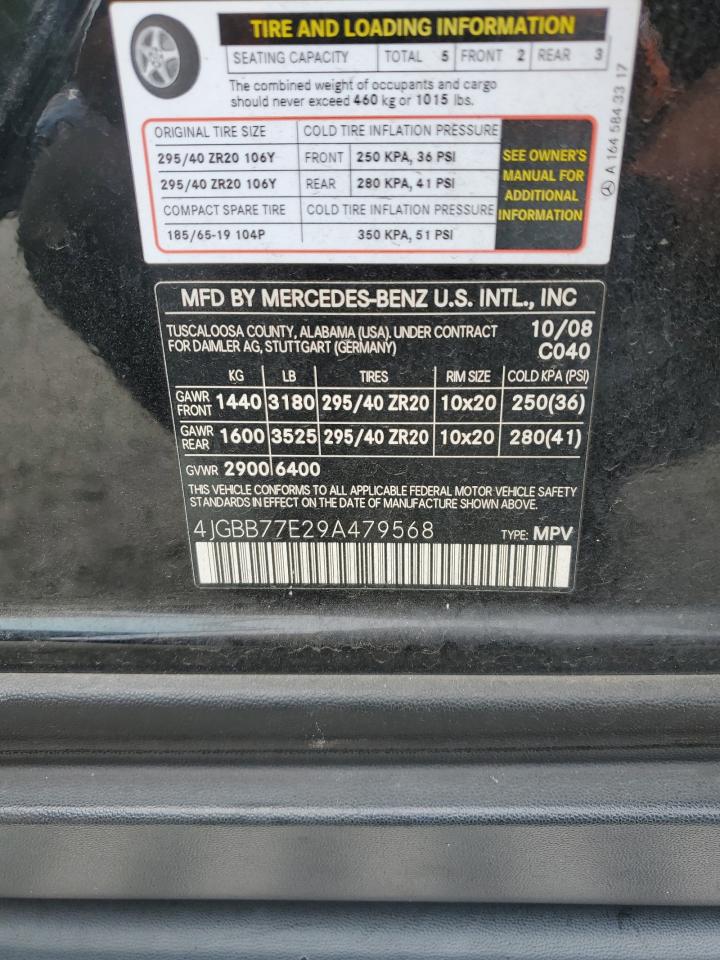 TIRE AND LOADING INFORMATION
SEATING CAPACITY TOTAL 5 FRONT 2 REAR 3
The combined weight of occupants and cargo
should never exceed 460 kg or 1015 lbs.
ORIGINAL TIRE SIZE COLD TIRE INFLATION PRESSURE
295/40 ZR20 106Y FRONT 250 KPA, 36 PSI
295/40 ZR20 106Y REAR 280 KPA, 41 PSI
COMPACT SPARE TIRE COLD TIRE INFLATION PRESSURE
185/65-19 104P 350 KPA, 51 PSI
SEE OWNER'S
MANUAL FOR
ADDITIONAL
INFORMATION
A 164 584 33 17
MFD BY MERCEDES-BENZ U.S. INTL., INC
TUSCALOOSA COUNTY, ALABAMA (USA). UNDER CONTRACT 10/08
FOR DAIMLER AG, STUTTGART (GERMANY) C040
KG LB TIRES RIM SIZE COLD KPA (PSI)
GAWR FRONT 1440 3180 295/40 ZR20 10x20 250(36)
GAWR REAR 1600 3525 295/40 ZR20 10x20 280(41)
GVWR 2900 6400
THIS VEHICLE CONFORMS TO ALL APPLICABLE FEDERAL MOTOR VEHICLE SAFETY
STANDARDS IN EFFECT ON THE DATE OF MANUFACTURE SHOWN ABOVE.
4JGBB77E29A479568 TYPE: MPV